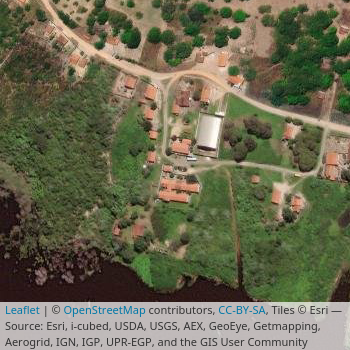 Leaflet | © OpenStreetMap contributors, CC-BY-SA, Tiles © Esri —
Source: Esri, i-cubed, USDA, USGS, AEX, GeoEye, Getmapping,
Aerogrid, IGN, IGP, UPR-EGP, and the GIS User Community